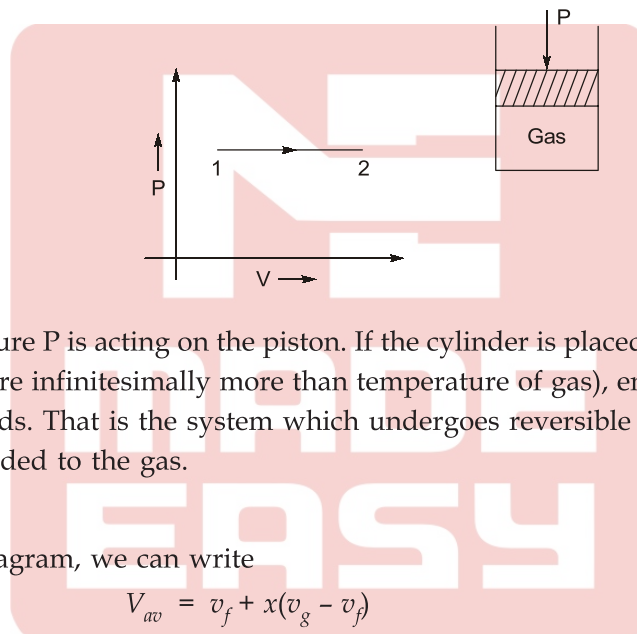 P
Gas
P
1
2
V
ure P is acting on the piston. If the cylinder is placed
re infinitesimally more than temperature of gas), en
ds. That is the system which undergoes reversible
ded to the gas.
agram, we can write
V_av = v_f + x(v_g – v_f)
MADE
EASY